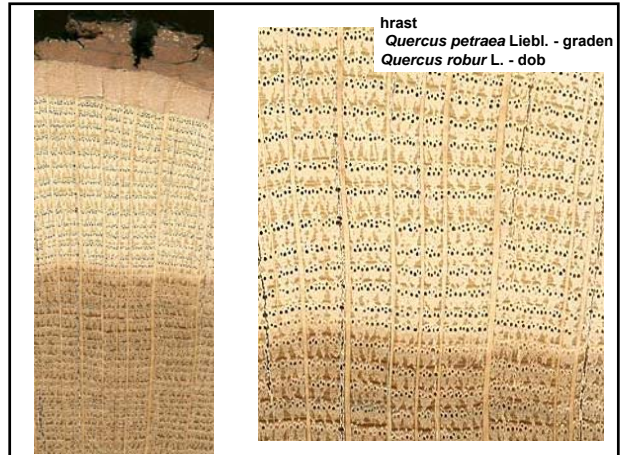 hrast
Quercus petraea Liebl. - graden
Quercus robur L. - dob